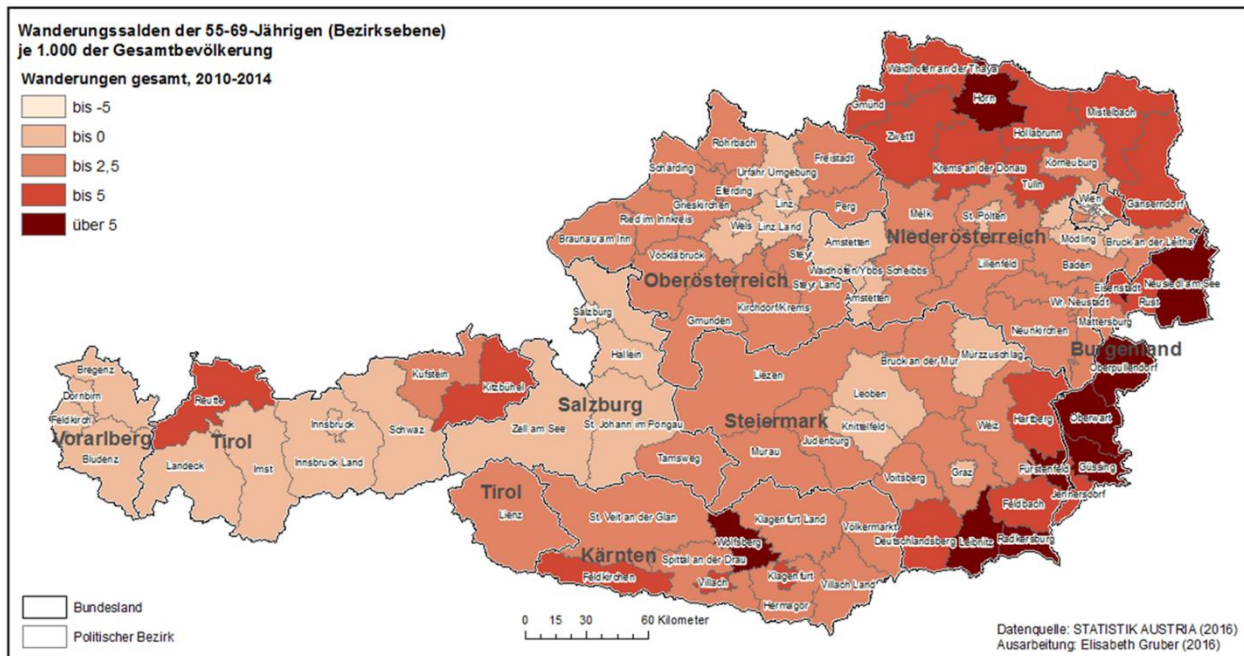 Wanderungssalden der 55-69-Jährigen (Bezirksebene)
je 1.000 der Gesamtbevölkerung
Wanderungen gesamt, 2010-2014
bis -5
bis 0
bis 2,5
bis 5
über 5
Waidhofen an der Thaya
Gmünd
Horn
Mistelbach
Zwettl
Hollabrunn
Rohrbach
Freistadt
Krems an der Donau
Korneuburg
Schärding
Urfahr Umgebung
Tulln
Eferding
Gänserndorf
Grieskirchen
Linz
Perg
Wien
Ried im Innkreis
Melk
St. Pölten
Wels
Linz Land
Niederösterreich
Braunau am Inn
Amstetten
Mödling
Bruck an der Leitha
Vöcklabruck
Steyr
Waidhofen/Ybbs
Scheibbs
Lilienfeld
Baden
Oberösterreich
Steyr Land
Amstetten
Eisenstadt
Neusiedl am See
Salzburg
Gmunden
Kirchdorf/Krems
Wr. Neustadt
Rust
Neunkirchen
Mattersburg
Hallein
Bruck an der Mur
Mürzzuschlag
Burgenland
Oberpullendorf
Bregenz
Kufstein
Kitzbühel
Liezen
Dornbirn
Reutte
Leoben
Feldkirch
Innsbruck
Salzburg
Steiermark
Hartberg
Oberwart
Vorarlberg
Tirol
Schwaz
Zell am See
St. Johann im Pongau
Knittelfeld
Weiz
Bludenz
Landeck
Imst
Innsbruck Land
Tamsweg
Murau
Judenburg
Voitsberg
Graz
Fürstenfeld
Güssing
Tirol
Jennersdorf
Lienz
St. Veit an der Glan
Klagenfurt Land
Völkermarkt
Feldbach
Wolfsberg
Deutschlandsberg
Leibnitz
Radkersburg
Kärnten
Spittal an der Drau
Feldkirchen
Villach
Klagenfurt
Villach Land
Hermagor
Bundesland
Politischer Bezirk
0 15 30 60 Kilometer
Datenquelle: STATISTIK AUSTRIA (2016)
Ausarbeitung: Elisabeth Gruber (2016)